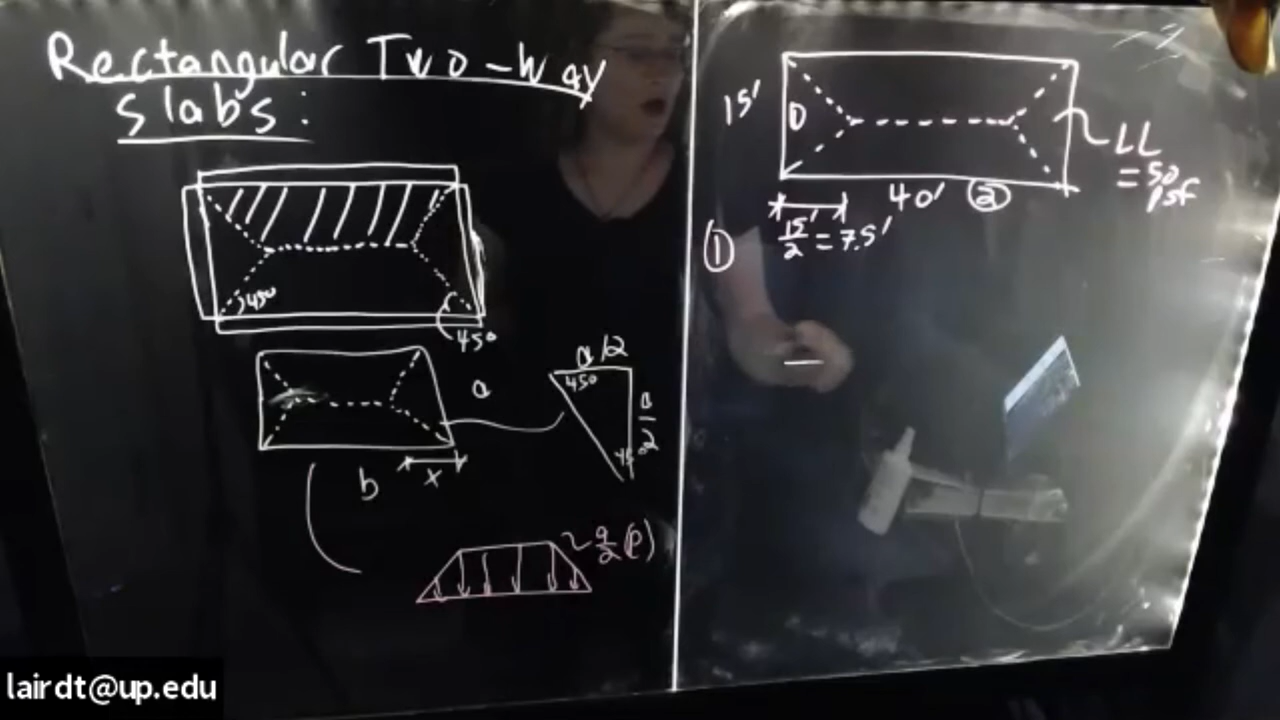 Rectangular Two-Way
slabs:
45°
45°
a
b
x
a/2
45°
a
2
45°
~ a/2 (P)
15'
LL
= 50
psf
40' ②
① 15'/2 = 7.5'
lairdt@up.edu